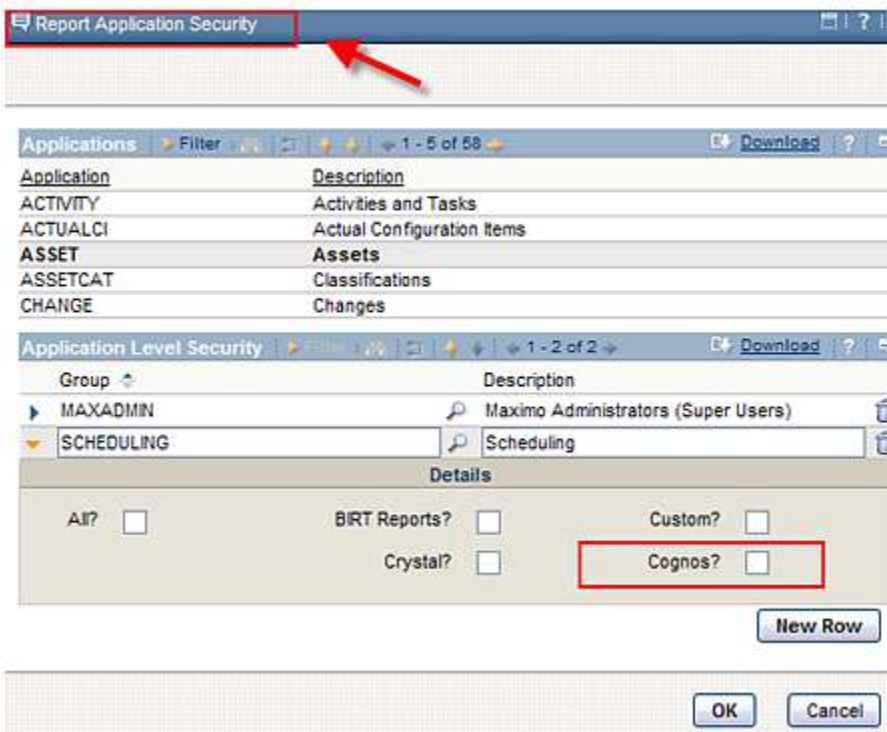 Report Application Security ?
Applications Filter 1 - 5 of 58 Download ?
Application Description
ACTIVITY Activities and Tasks
ACTUALCI Actual Configuration Items
ASSET Assets
ASSETCAT Classifications
CHANGE Changes
Application Level Security Filter 1 - 2 of 2 Download ?
Group Description
MAXADMIN Maximo Administrators (Super Users)
SCHEDULING Scheduling
Details
All? BIRT Reports? Custom?
Crystal? Cognos?
New Row
OK Cancel